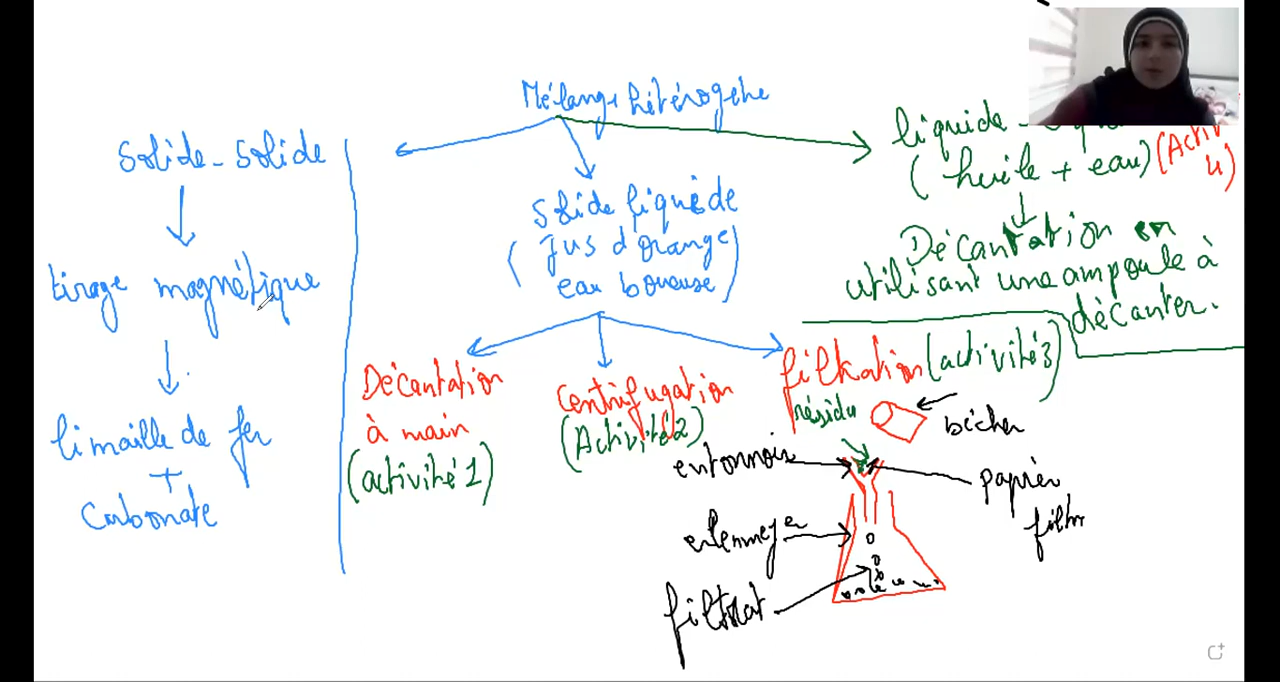 Mélange hétérogène
Solide - solide
tirage magnétique
limaille de fer
+
Carbonate
Solide liquide
( Jus d'orange
eau boueuse )
Décantation
à main
(activité 1)
Centrifugation
(Activité 2)
filtration (activité 3)
résidu
bécher
entonnoir
papier
filtre
erlenmeyer
filtrat
liquide -
( huile + eau) (Activ
4)
Décantation en
utilisant une ampoule à
décanter.